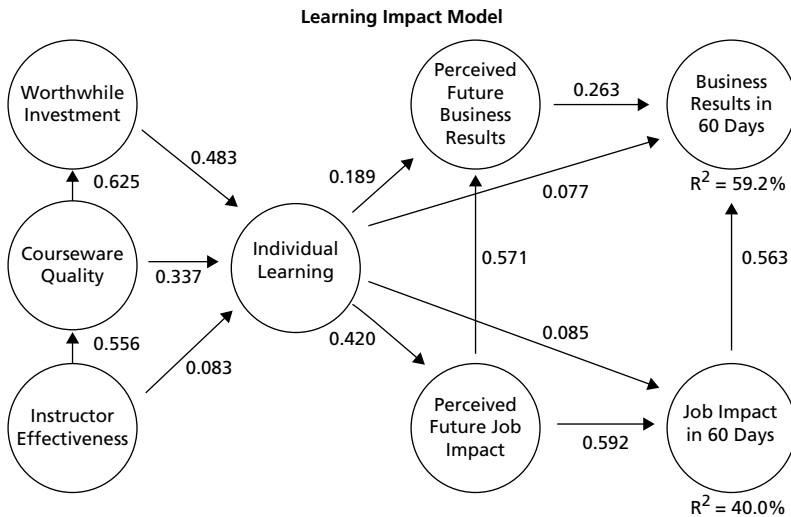 Learning Impact Model
Worthwhile
Investment
Perceived
Future
Business
Results
0.263
Business
Results in
60 Days
R² = 59.2%
0.483
0.189
0.077
0.625
Courseware
Quality
0.337
Individual
Learning
0.571
0.563
0.556
0.083
0.420
0.085
Instructor
Effectiveness
Perceived
Future Job
Impact
0.592
Job Impact
in 60 Days
R² = 40.0%